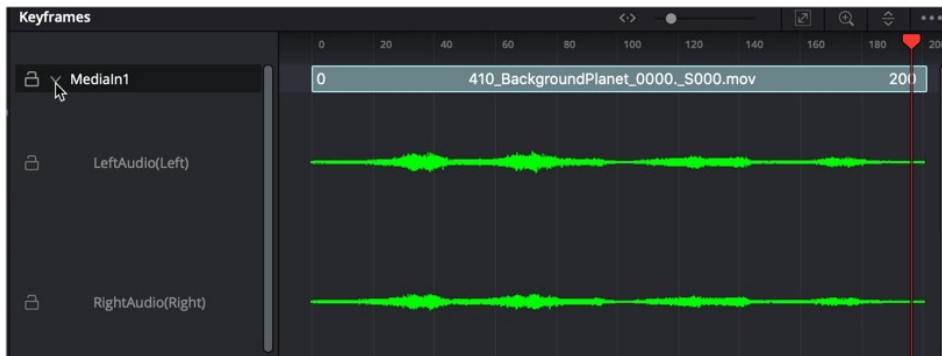 Keyframes
0 20 40 60 80 100 120 140 160 180 20
MediaIn1
0 410_BackgroundPlanet_0000._S000.mov 200
LeftAudio(Left)
RightAudio(Right)